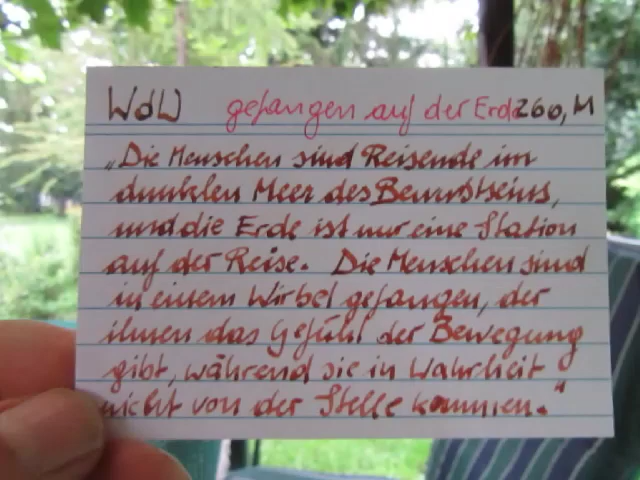 WdW gefangen auf der Erde 260, M
„Die Menschen sind Reisende im
dunklen Meer des Bewußtseins,
und die Erde ist nur eine Station
auf der Reise. Die Menschen sind
in einem Wirbel gefangen, der
ihnen das Gefühl der Bewegung
gibt, während sie in Wahrheit
nicht von der Stelle kommen.“